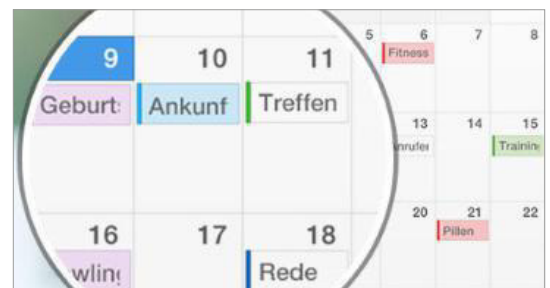 5 6 7 8
Fitness
9 10 11
Geburt Ankunf Treffen
13 14 15
Trainin
16 17 18
20 21 22
wlin Rede
Pillen